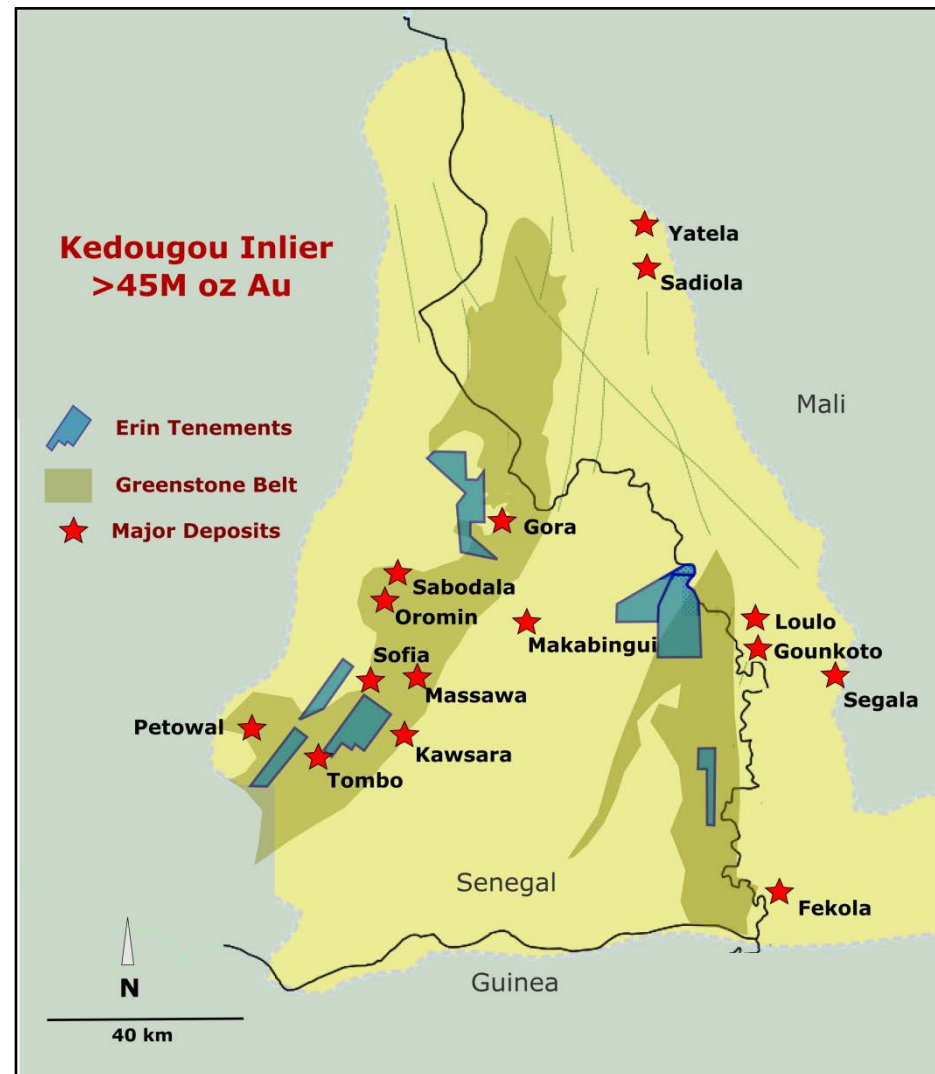 Kedougou Inlier
>45M oz Au
Yatela
Sadiola
Mali
Erin Tenements
Greenstone Belt
Major Deposits
Gora
Sabodala
Oromin
Makabingui
Loulo
Gounkoto
Segala
Sofia
Massawa
Petowal
Kawsara
Tombo
Senegal
Fekola
Guinea
N
40 km